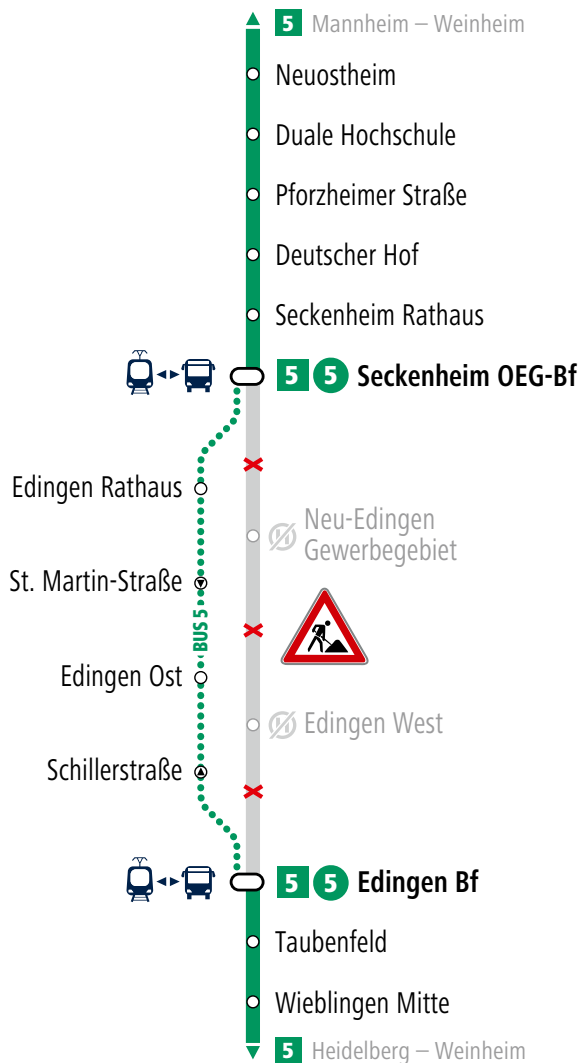 5 Mannheim – Weinheim
Neuostheim
Duale Hochschule
Pforzheimer Straße
Deutscher Hof
Seckenheim Rathaus
5 5 Seckenheim OEG-Bf
Edingen Rathaus
Neu-Edingen
Gewerbegebiet
St. Martin-Straße
BUS 5
Edingen Ost
Edingen West
Schillerstraße
5 5 Edingen Bf
Taubenfeld
Wieblingen Mitte
5 Heidelberg – Weinheim